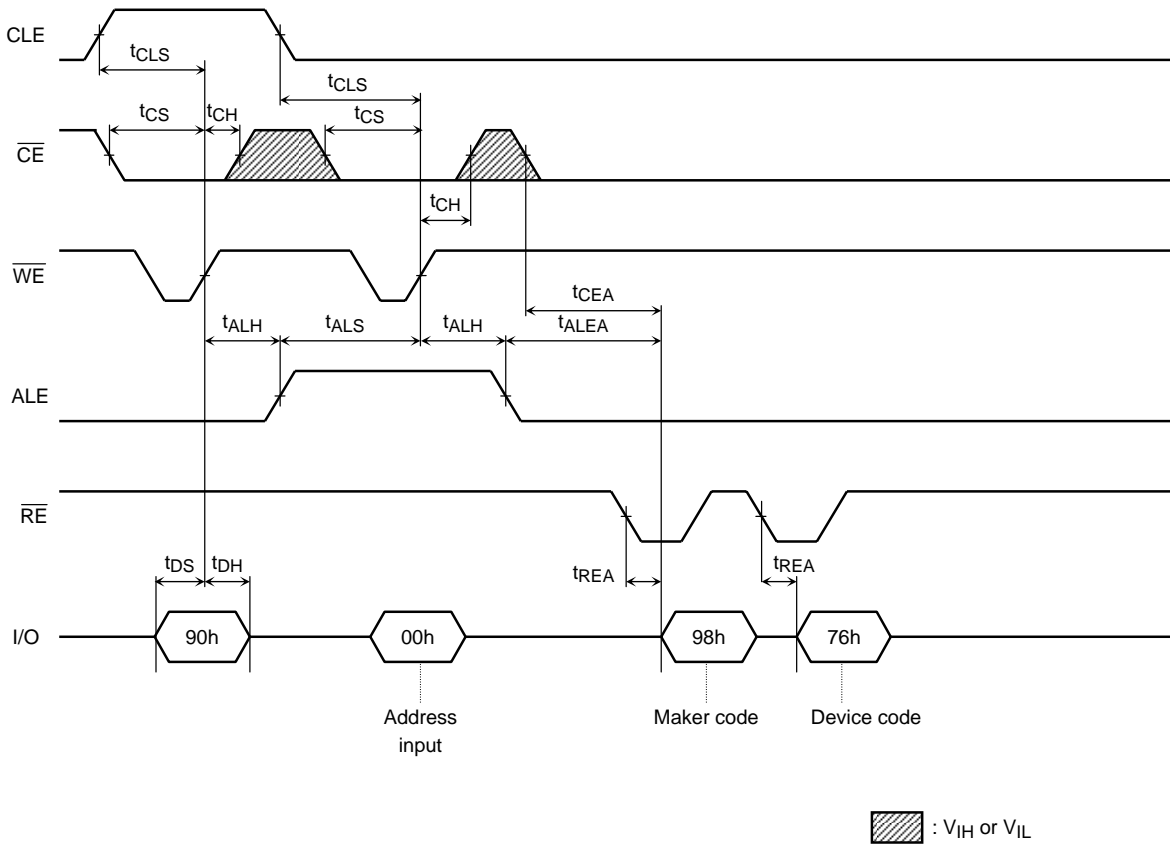 CLE
tCLS
tCLS
tCS
tCH
tCS
CE
tCH
WE
tCEA
tALH
tALS
tALH
tALEA
ALE
RE
tDS
tDH
tREA
tREA
I/O
90h
00h
98h
76h
Address
input
Maker code
Device code
: VIH or VIL